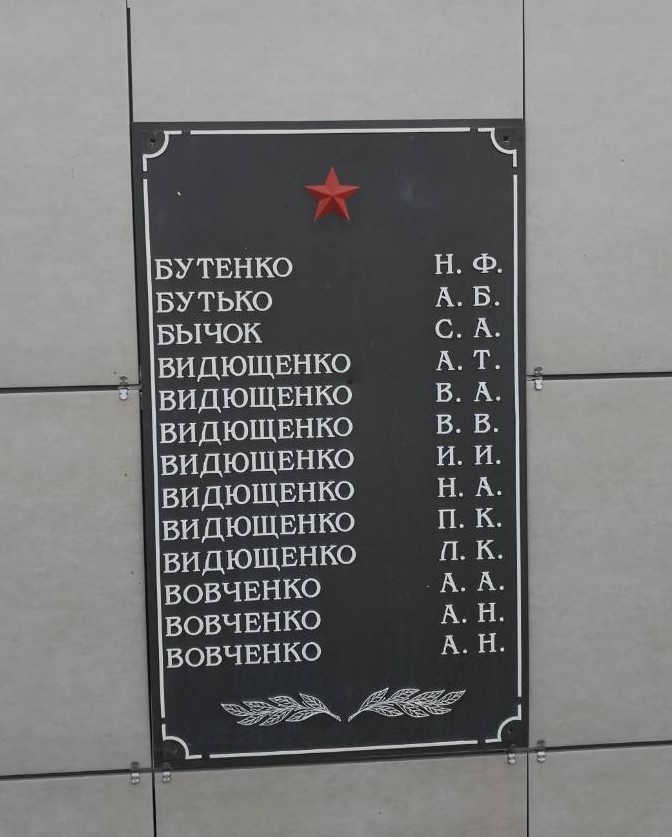 БУТЕНКО Н. Ф.
БУТЬКО А. Б.
БЫЧОК С. А.
ВИДЮЩЕНКО А. Т.
ВИДЮЩЕНКО В. А.
ВИДЮЩЕНКО В. В.
ВИДЮЩЕНКО И. И.
ВИДЮЩЕНКО Н. А.
ВИДЮЩЕНКО П. К.
ВИДЮЩЕНКО Л. К.
ВОВЧЕНКО А. А.
ВОВЧЕНКО А. Н.
ВОВЧЕНКО А. Н.